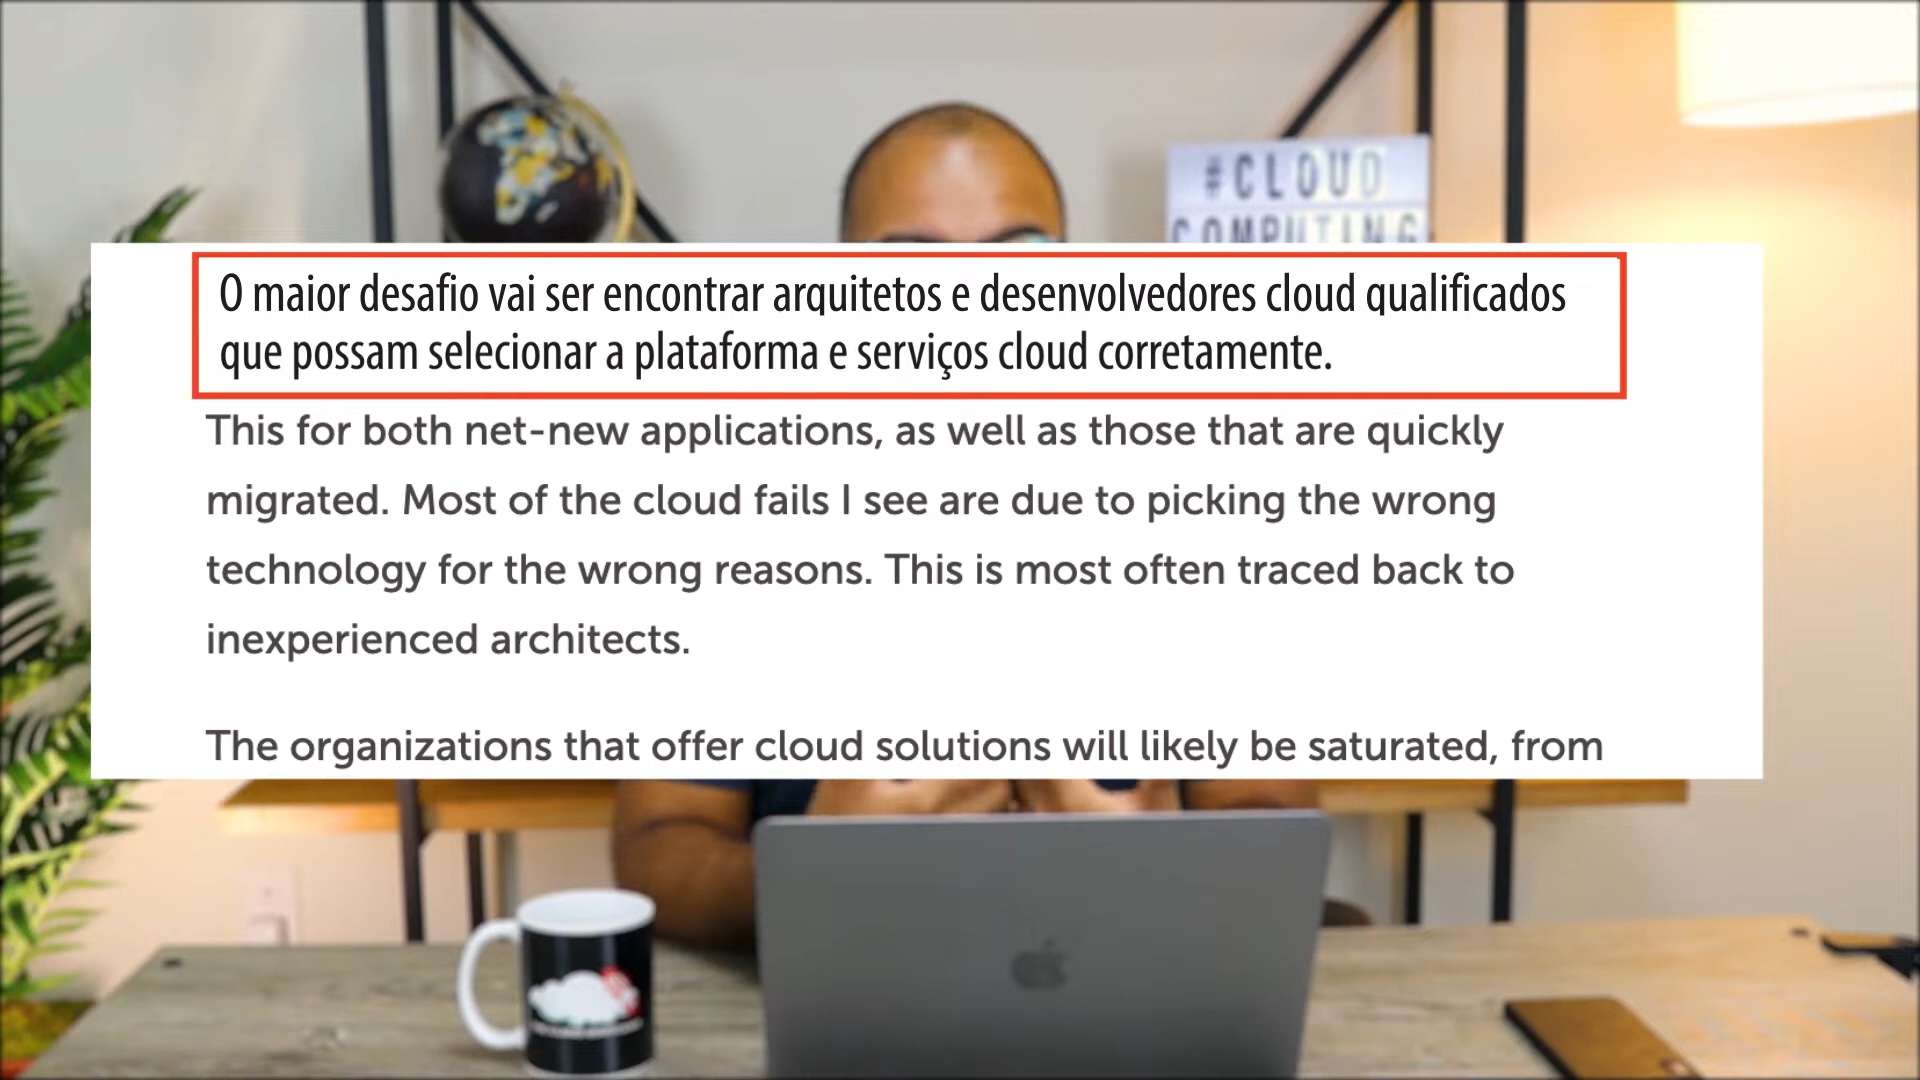 #CLOUD
COMPUTING
O maior desafio vai ser encontrar arquitetos e desenvolvedores cloud qualificados
que possam selecionar a plataforma e serviços cloud corretamente.
This for both net-new applications, as well as those that are quickly
migrated. Most of the cloud fails I see are due to picking the wrong
technology for the wrong reasons. This is most often traced back to
inexperienced architects.
The organizations that offer cloud solutions will likely be saturated, from